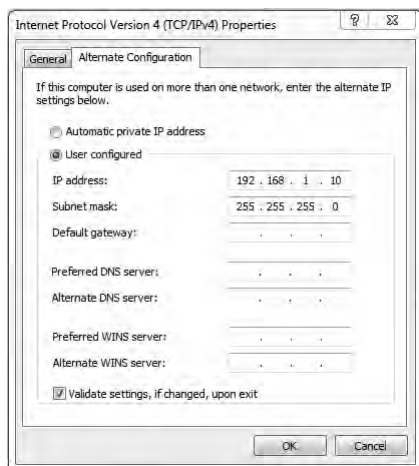 Internet Protocol Version 4 (TCP/IPv4) Properties
General Alternate Configuration
If this computer is used on more than one network, enter the alternate IP
settings below.
Automatic private IP address
User configured
IP address: 192 . 168 . 1 . 10
Subnet mask: 255 . 255 . 255 . 0
Default gateway: . . .
Preferred DNS server: . . .
Alternate DNS server: . . .
Preferred WINS server: . . .
Alternate WINS server: . . .
Validate settings, if changed, upon exit
OK Cancel